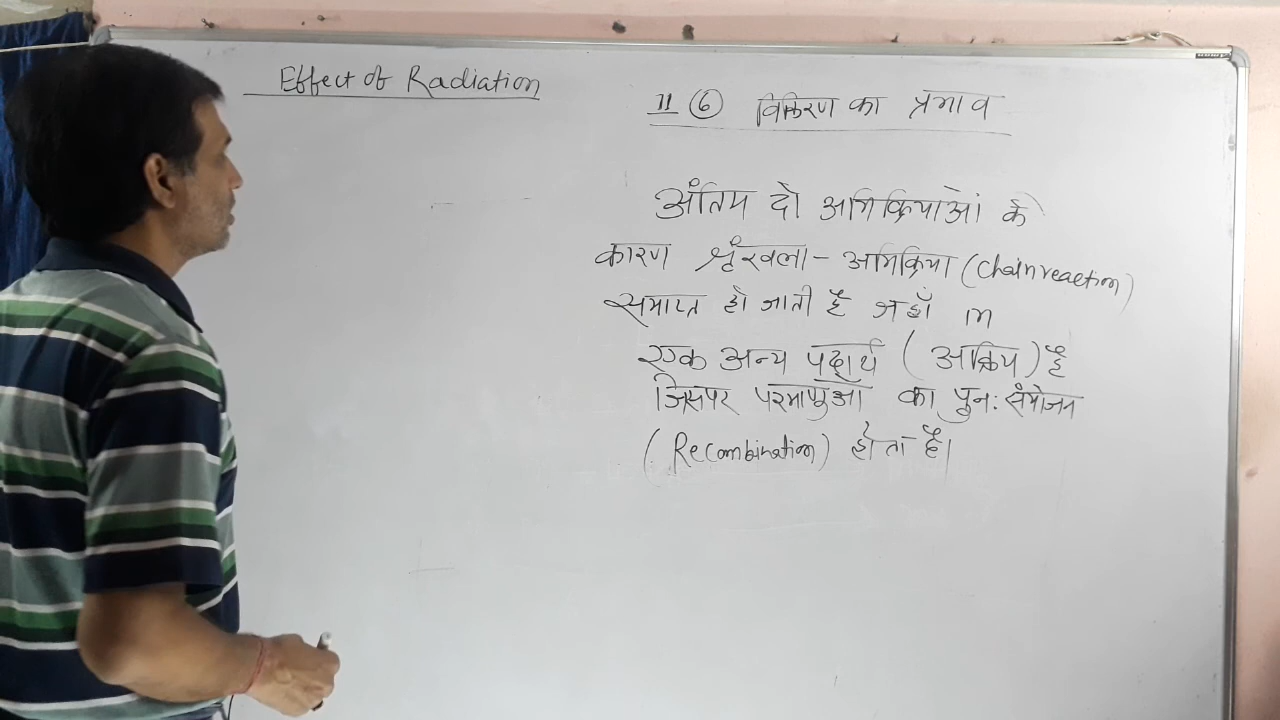 Effect of Radiation
11 (6) विकिरण का प्रभाव
अंतिम दो अभिक्रियाओं के
कारण श्रृंखला - अभिक्रिया (Chain reaction)
समाप्त हो जाती है जहाँ m
एक अन्य पदार्थ (अक्रिय) है
जिसपर परमाणुओं का पुनः संयोजन
(Recombination) होता है।